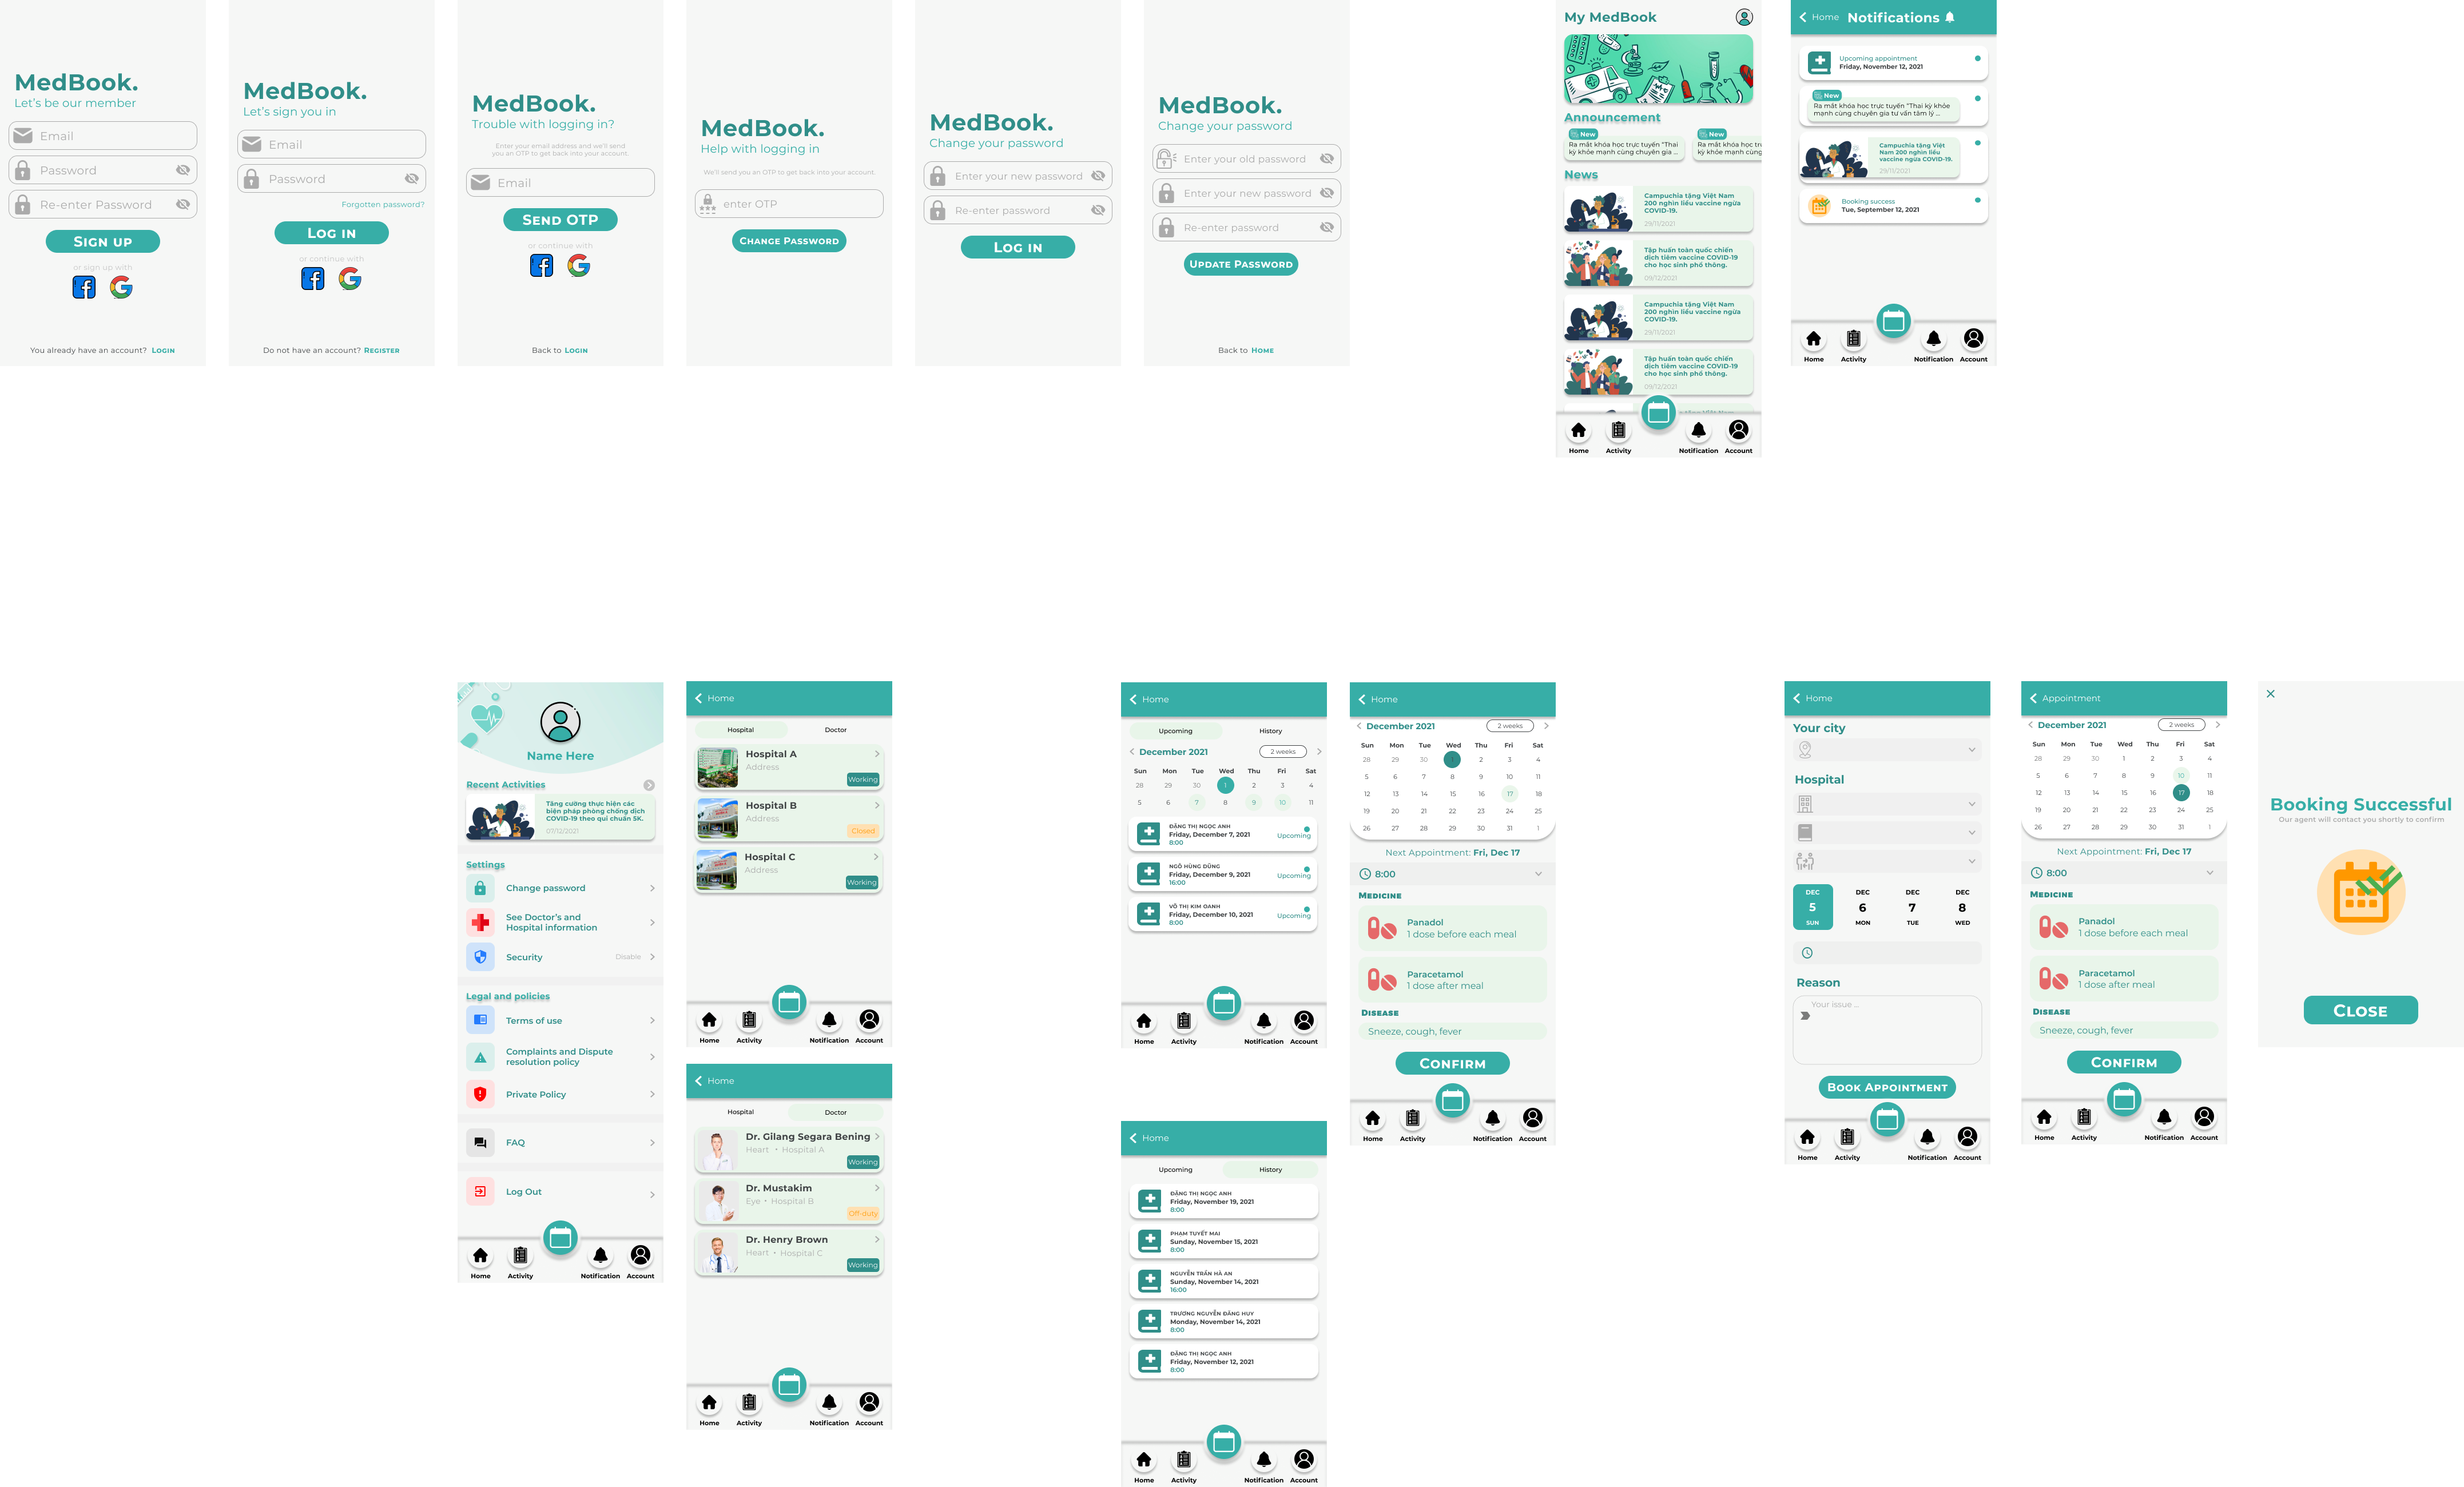 MedBook.
Let's be our member
Email
Password
Re-enter Password
SIGN UP
or sign up with
You already have an account? LOGIN
MedBook.
Let's sign you in
Email
Password
Forgotten password?
LOG IN
or continue with
Do not have an account? REGISTER
MedBook.
Trouble with logging in?
Enter your email address and we'll send
you an OTP to get back into your account.
Email
SEND OTP
or continue with
Back to LOGIN
MedBook.
Help with logging in
We'll send you an OTP to get back into your account.
enter OTP
CHANGE PASSWORD
MedBook.
Change your password
Enter your new password
Re-enter password
LOG IN
MedBook.
Change your password
Enter your old password
Enter your new password
Re-enter password
UPDATE PASSWORD
Back to HOME
My MedBook
Announcement
New
Ra mắt khóa học trực tuyến "Thai
kỳ khỏe mạnh cùng chuyên gia ...
New
Ra mắt khóa học tr
kỳ khỏe mạnh cùng
News
Campuchia tặng Việt Nam
200 nghìn liều vaccine ngừa
COVID-19.
29/11/2021
Tập huấn toàn quốc chiến
dịch tiêm vaccine COVID-19
cho học sinh phổ thông.
09/12/2021
Campuchia tặng Việt Nam
200 nghìn liều vaccine ngừa
COVID-19.
29/11/2021
Tập huấn toàn quốc chiến
dịch tiêm vaccine COVID-19
cho học sinh phổ thông.
09/12/2021
Home Activity Notification Account
Home Notifications
Upcoming appointment
Friday, November 12, 2021
New
Ra mắt khóa học trực tuyến "Thai kỳ khỏe
mạnh cùng chuyên gia tư vấn tâm lý ...
Campuchia tặng Việt
Nam 200 nghìn liều
vaccine ngừa COVID-19.
29/11/2021
Booking success
Tue, September 12, 2021
Home Activity Notification Account
Name Here
Recent Activities
Tăng cường thực hiện các
biện pháp phòng chống dịch
COVID-19 theo qui chuẩn 5K.
07/12/2021
Settings
Change password
See Doctor's and
Hospital information
Security Disable
Legal and policies
Terms of use
Complaints and Dispute
resolution policy
Private Policy
FAQ
Log Out
Home Activity Notification Account
Home
Hospital Doctor
Hospital A
Address
Working
Hospital B
Address
Closed
Hospital C
Address
Working
Home Activity Notification Account
Home
Hospital Doctor
Dr. Gilang Segara Bening
Heart • Hospital A
Working
Dr. Mustakim
Eye • Hospital B
Off-duty
Dr. Henry Brown
Heart • Hospital C
Working
Home Activity Notification Account
Home
Upcoming History
December 2021 2 weeks
Sun Mon Tue Wed Thu Fri Sat
28 29 30 1 2 3 4
5 6 7 8 9 10 11
ĐẶNG THỊ NGỌC ANH
Friday, December 7, 2021
8:00
Upcoming
NGÔ HÙNG DŨNG
Friday, December 9, 2021
16:00
Upcoming
VÕ THỊ KIM OANH
Friday, December 10, 2021
8:00
Upcoming
Home Activity Notification Account
Home
Upcoming History
ĐẶNG THỊ NGỌC ANH
Friday, November 19, 2021
8:00
PHẠM TUYẾT MAI
Sunday, November 15, 2021
8:00
NGUYỄN TRẦN HÀ AN
Sunday, November 14, 2021
16:00
TRƯƠNG NGUYỄN ĐĂNG HUY
Monday, November 14, 2021
8:00
ĐẶNG THỊ NGỌC ANH
Friday, November 12, 2021
8:00
Home Activity Notification Account
Home
December 2021 2 weeks
Sun Mon Tue Wed Thu Fri Sat
28 29 30 1 2 3 4
5 6 7 8 9 10 11
12 13 14 15 16 17 18
19 20 21 22 23 24 25
26 27 28 29 30 31 1
Next Appointment: Fri, Dec 17
8:00
MEDICINE
Panadol
1 dose before each meal
Paracetamol
1 dose after meal
DISEASE
Sneeze, cough, fever
CONFIRM
Home Activity Notification Account
Home
Your city
Hospital
DEC DEC DEC DEC
5 6 7 8
SUN MON TUE WED
Reason
Your issue ...
BOOK APPOINTMENT
Home Activity Notification Account
Appointment
December 2021 2 weeks
Sun Mon Tue Wed Thu Fri Sat
28 29 30 1 2 3 4
5 6 7 8 9 10 11
12 13 14 15 16 17 18
19 20 21 22 23 24 25
26 27 28 29 30 31 1
Next Appointment: Fri, Dec 17
8:00
MEDICINE
Panadol
1 dose before each meal
Paracetamol
1 dose after meal
DISEASE
Sneeze, cough, fever
CONFIRM
Home Activity Notification Account
Booking Successful
Our agent will contact you shortly to confirm
CLOSE